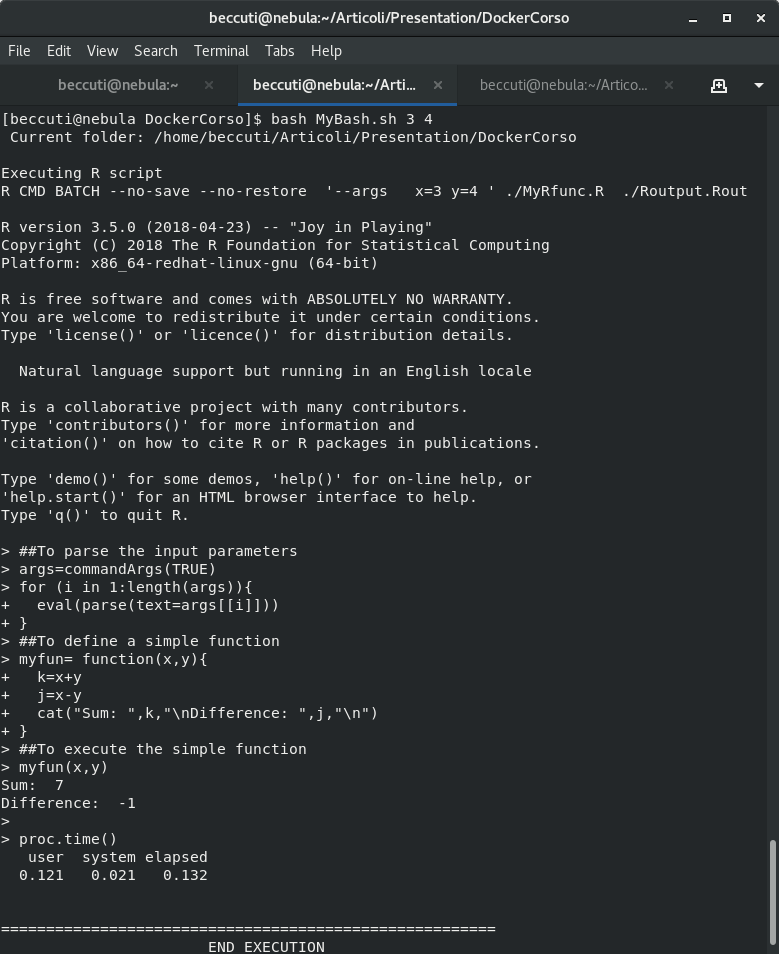 beccuti@nebula:~/Articoli/Presentation/DockerCorso
File Edit View Search Terminal Tabs Help
beccuti@nebula:~ × beccuti@nebula:~/Arti... × beccuti@nebula:~/Artico... ×
[beccuti@nebula DockerCorso]$ bash MyBash.sh 3 4
 Current folder: /home/beccuti/Articoli/Presentation/DockerCorso
Executing R script
R CMD BATCH --no-save --no-restore  '--args   x=3 y=4 ' ./MyRfunc.R  ./Routput.Rout
R version 3.5.0 (2018-04-23) -- "Joy in Playing"
Copyright (C) 2018 The R Foundation for Statistical Computing
Platform: x86_64-redhat-linux-gnu (64-bit)
R is free software and comes with ABSOLUTELY NO WARRANTY.
You are welcome to redistribute it under certain conditions.
Type 'license()' or 'licence()' for distribution details.
  Natural language support but running in an English locale
R is a collaborative project with many contributors.
Type 'contributors()' for more information and
'citation()' on how to cite R or R packages in publications.
Type 'demo()' for some demos, 'help()' for on-line help, or
'help.start()' for an HTML browser interface to help.
Type 'q()' to quit R.
> ##To parse the input parameters
> args=commandArgs(TRUE)
> for (i in 1:length(args)){
+   eval(parse(text=args[[i]]))
+ }
> ##To define a simple function
> myfun= function(x,y){
+   k=x+y
+   j=x-y
+   cat("Sum: ",k,"\nDifference: ",j,"\n")
+ }
> ##To execute the simple function
> myfun(x,y)
Sum:  7
Difference:  -1
>
> proc.time()
   user  system elapsed
  0.121   0.021   0.132
=======================================================
                       END EXECUTION